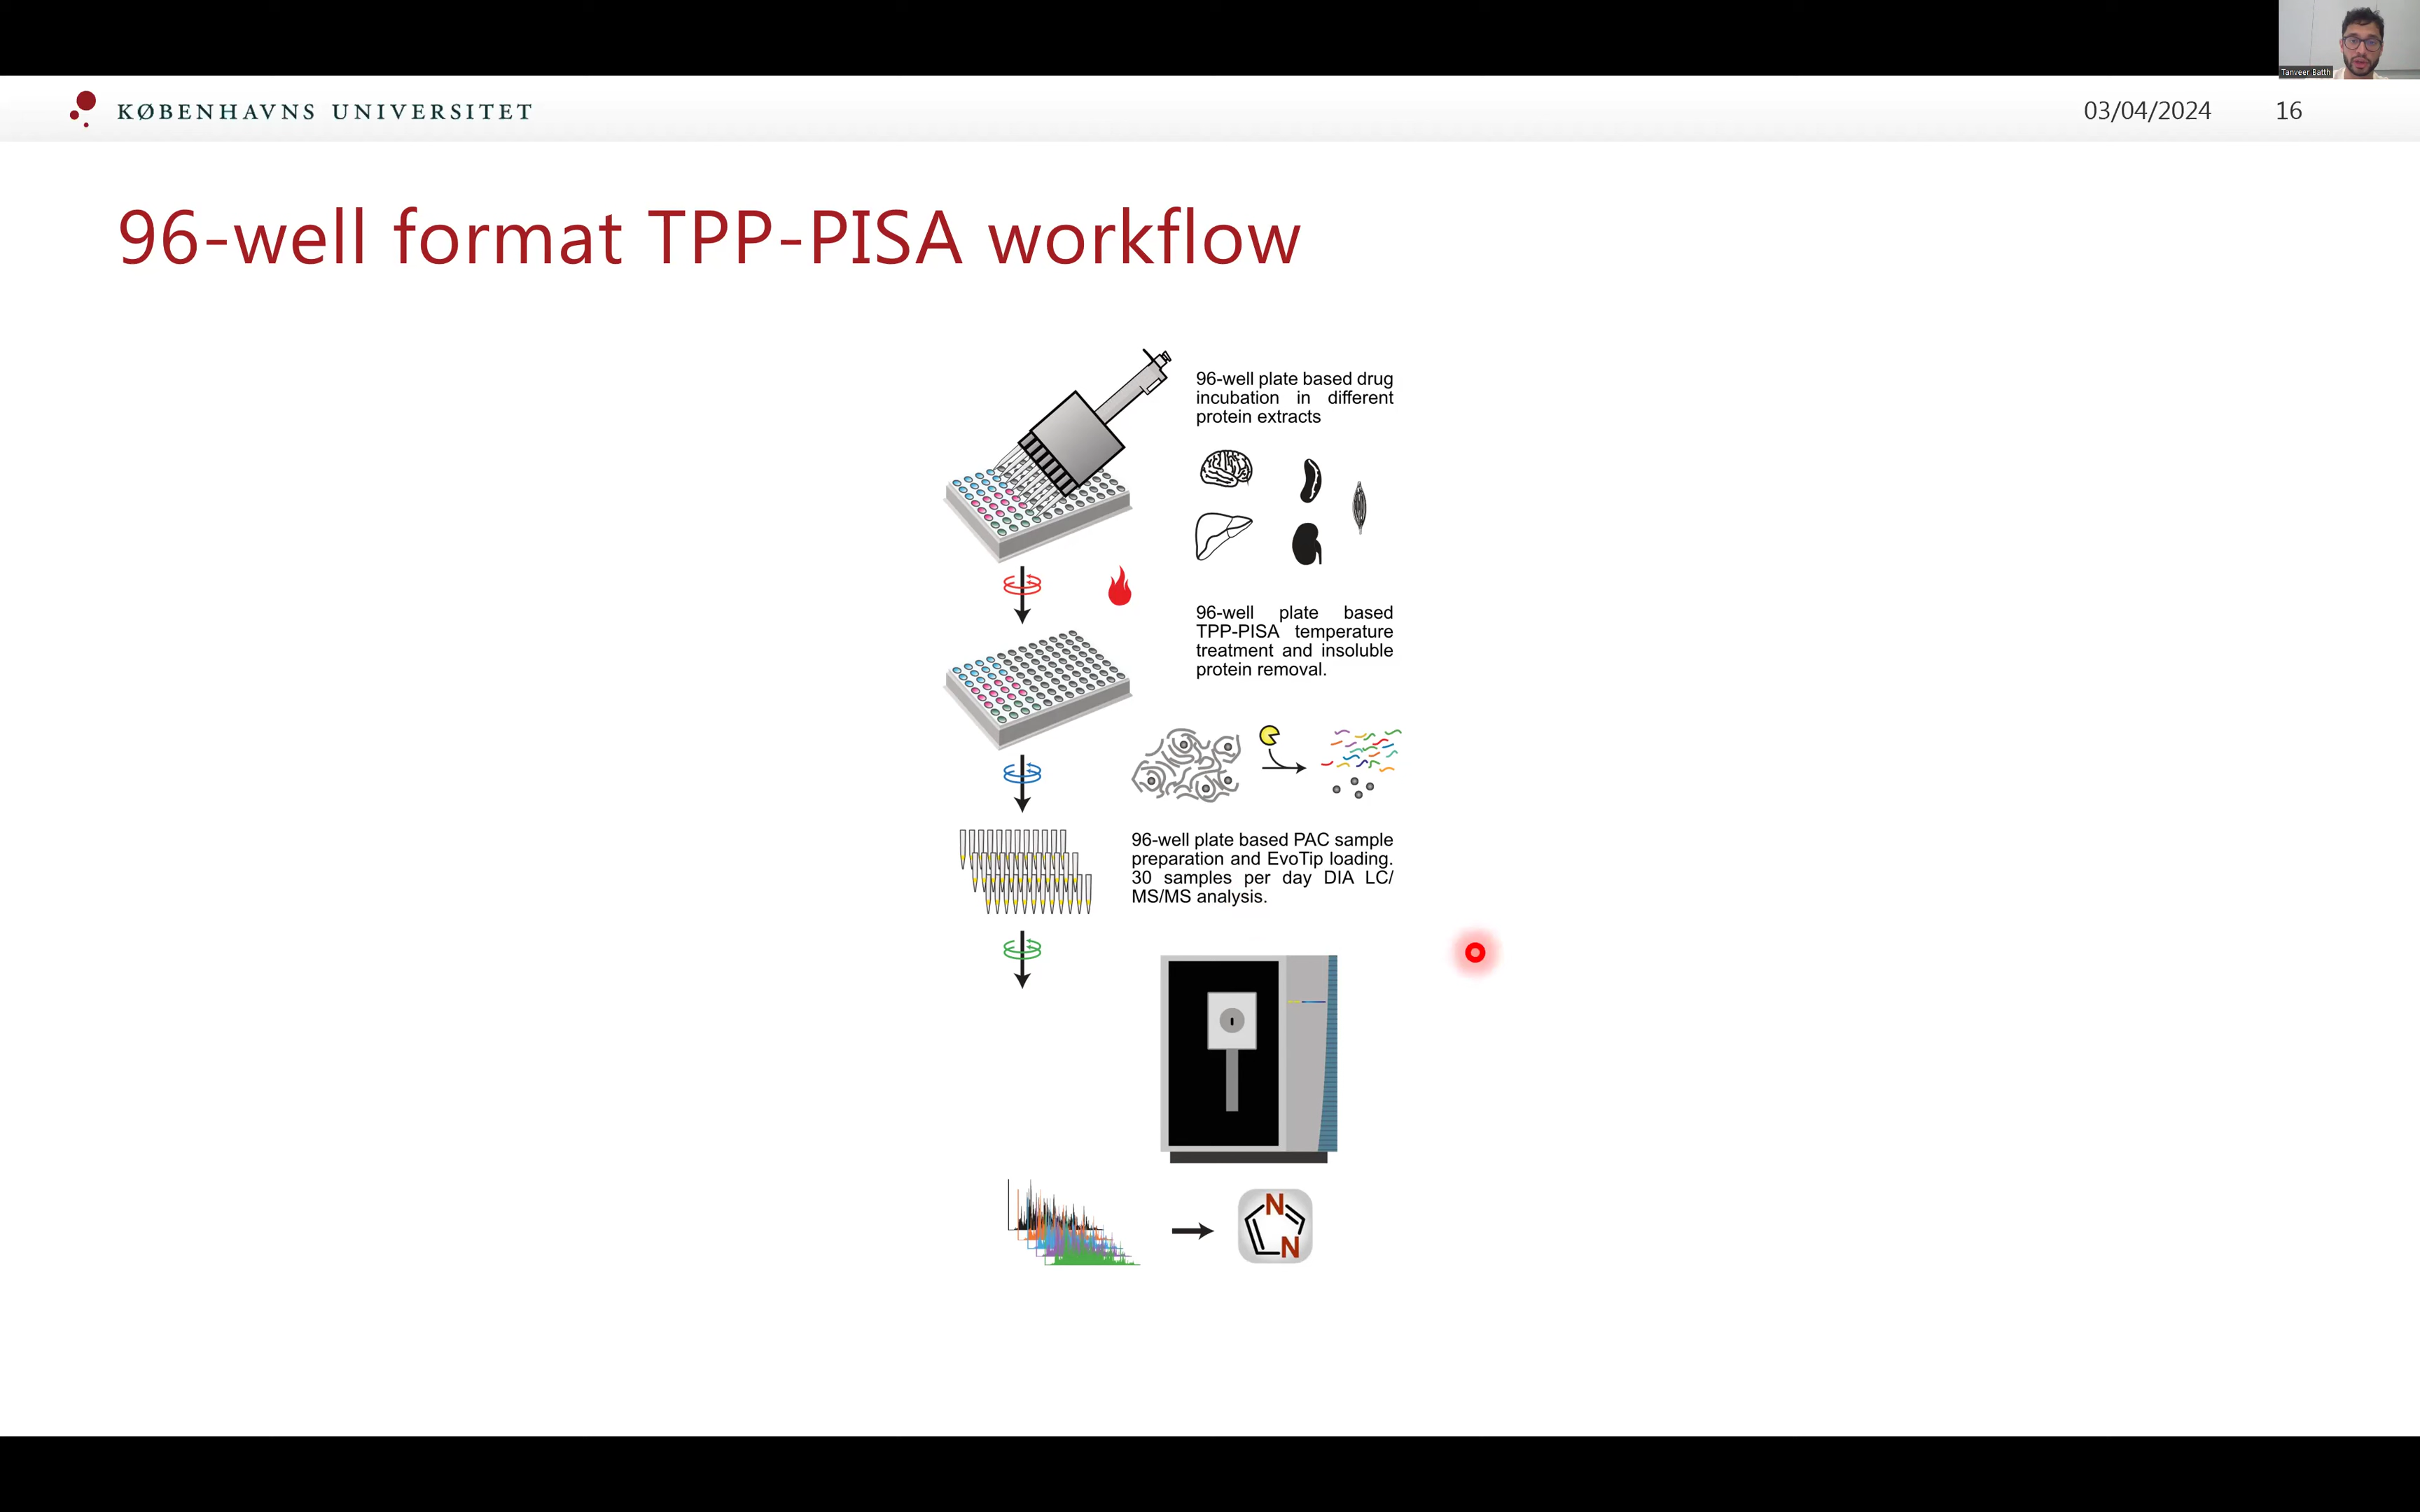 Tanveer Batth
KØBENHAVNS UNIVERSITET
03/04/2024
16
96-well format TPP-PISA workflow
96-well plate based drug
incubation in different
protein extracts
96-well plate based
TPP-PISA temperature
treatment and insoluble
protein removal.
96-well plate based PAC sample
preparation and EvoTip loading.
30 samples per day DIA LC/
MS/MS analysis.
N
N